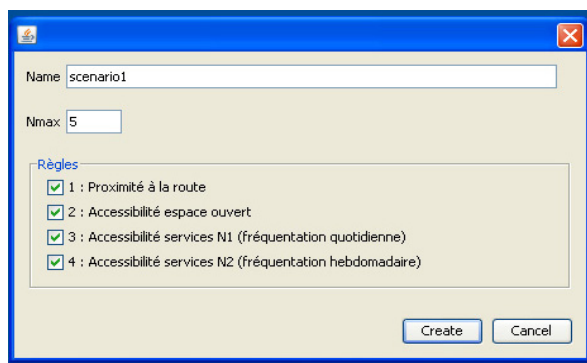 Name scenario1
Nmax 5
Règles
1 : Proximité à la route
2 : Accessibilité espace ouvert
3 : Accessibilité services N1 (fréquentation quotidienne)
4 : Accessibilité services N2 (fréquentation hebdomadaire)
Create Cancel